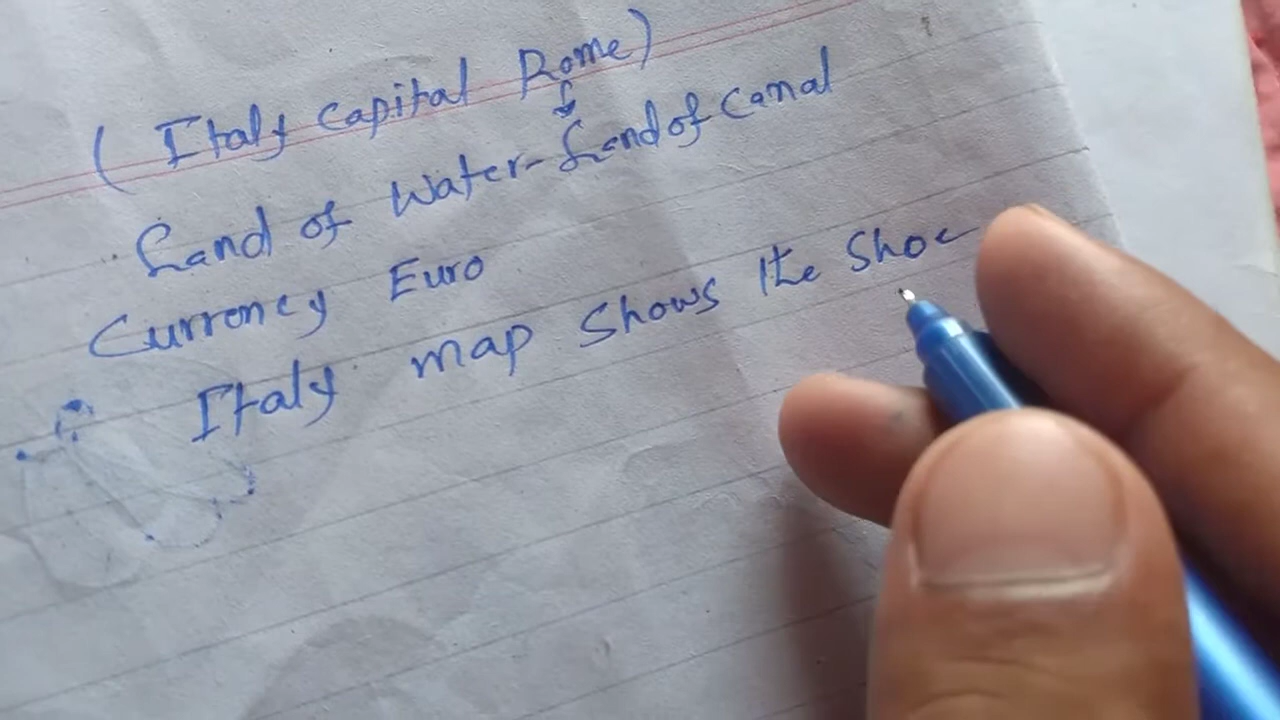 (Italy Capital Rome)
Land of Water-Land of Canal
Currency Euro
Italy map Shows the Shoe